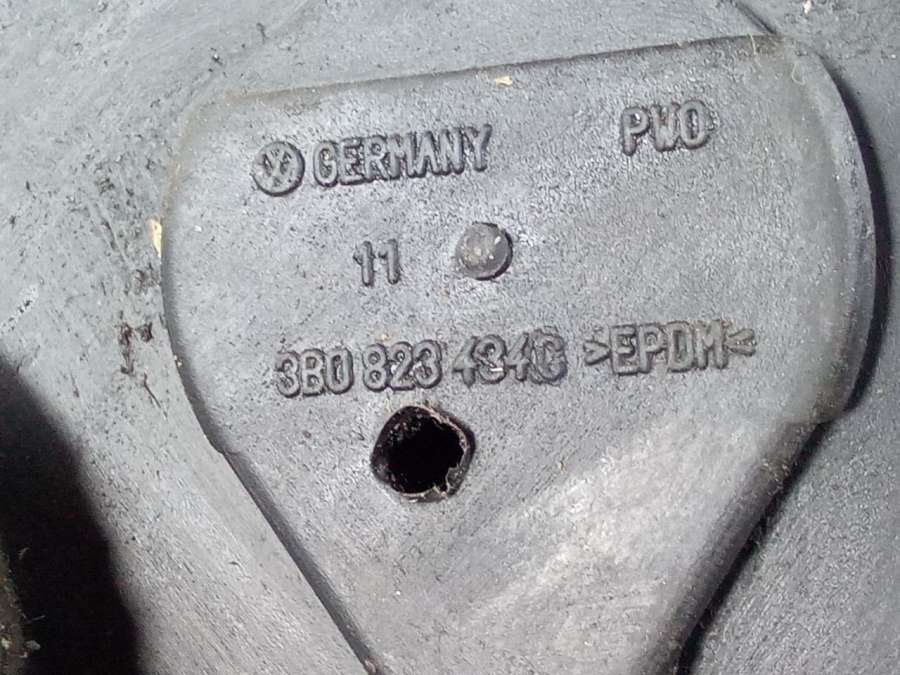 GERMANY PWO
11
3B0 823 434C >EPDM<